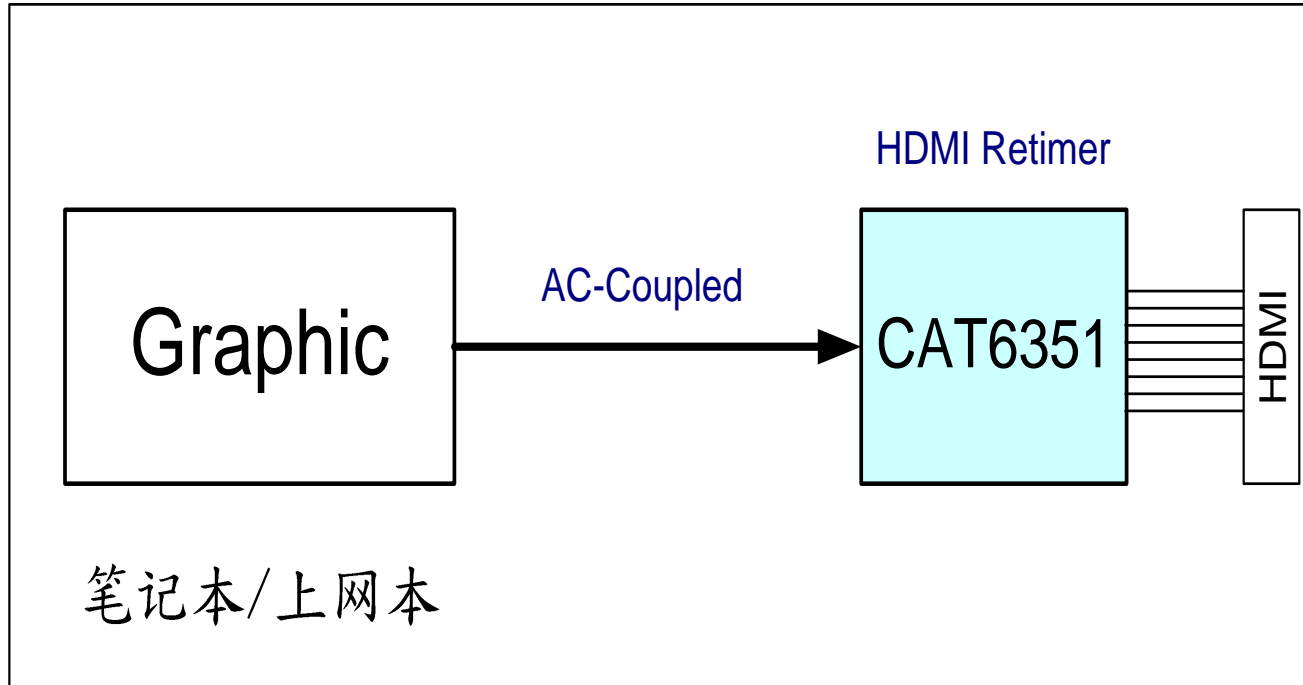 HDMI Retimer
AC-Coupled
Graphic
CAT6351
HDMI
笔记本/上网本